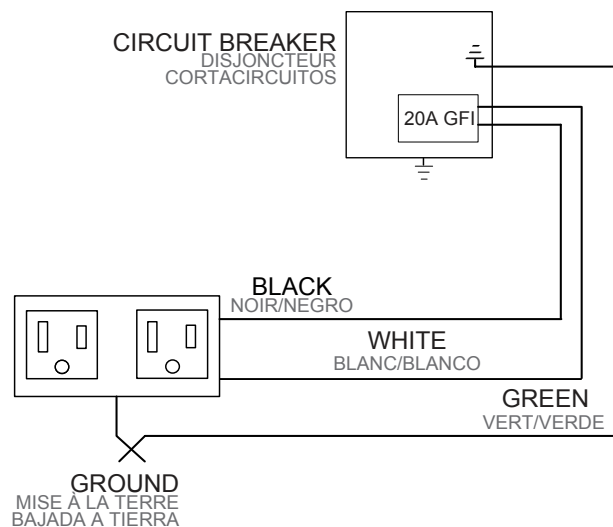 CIRCUIT BREAKER
DISJONCTEUR
CORTACIRCUITOS
20A GFI
BLACK
NOIR/NEGRO
WHITE
BLANC/BLANCO
GREEN
VERT/VERDE
GROUND
MISE À LA TERRE
BAJADA A TIERRA